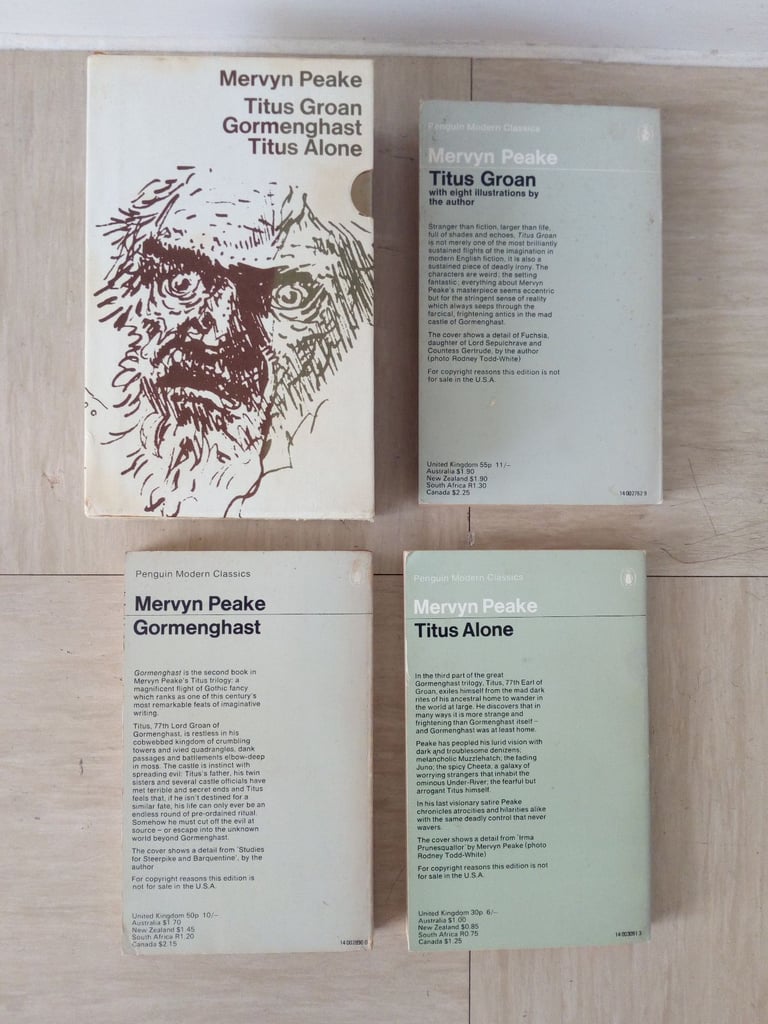 Mervyn Peake
Titus Groan
Gormenghast
Titus Alone
Penguin Modern Classics
Mervyn Peake
Titus Groan
with eight illustrations by
the author
Stranger than fiction, larger than life,
full of shades and echoes, Titus Groan
is not merely one of the most brilliantly
sustained flights of the imagination in
modern English fiction, it is also a
sustained piece of deadly irony. The
characters are weird; the setting
fantastic; everything about Mervyn
Peake's masterpiece seems eccentric
but for the stringent sense of reality
which always seeps through the
farcical, frightening antics in the mad
castle of Gormenghast.
The cover shows a detail of Fuchsia,
daughter of Lord Sepulchrave and
Countess Gertrude, by the author
(photo Rodney Todd-White)
For copyright reasons this edition is not
for sale in the U.S.A.
United Kingdom 55p 11/–
Australia $1.90
New Zealand $1.90
South Africa R1.30
Canada $2.25
14 002762 9
Penguin Modern Classics
Mervyn Peake
Gormenghast
Gormenghast is the second book in
Mervyn Peake's Titus trilogy: a
magnificent flight of Gothic fancy
which ranks as one of this century's
most remarkable feats of imaginative
writing.
Titus, 77th Lord Groan of
Gormenghast, is restless in his
cobwebbed kingdom of crumbling
towers and ivied quadrangles, dank
passages and battlements elbow-deep
in moss. The castle is instinct with
spreading evil: Titus's father, his twin
sisters and several castle officials have
met terrible and secret ends and Titus
feels that, if he isn't destined for a
similar fate, his life can only ever be an
endless round of pre-ordained ritual.
Somehow he must cut off the evil at
source – or escape into the unknown
world beyond Gormenghast.
The cover shows a detail from 'Studies
for Steerpike and Barquentine', by the
author
For copyright reasons this edition is
not for sale in the U.S.A.
United Kingdom 50p 10/–
Australia $1.70
New Zealand $1.45
South Africa R1.20
Canada $2.15
Penguin Modern Classics
Mervyn Peake
Titus Alone
In the third part of the great
Gormenghast trilogy, Titus, 77th Earl of
Groan, exiles himself from the mad dark
rites of his ancestral home to wander in
the world at large. He discovers that in
many ways it is more strange and
frightening than Gormenghast itself –
and Gormenghast was at least home.
Peake has peopled his lurid vision with
dark and troublesome denizens;
melancholic Muzzlehatch; the fading
Juno; the spicy Cheeta; a galaxy of
worrying strangers that inhabit the
ominous Under-River; the fearful but
arrogant Titus himself.
In his last visionary satire Peake
chronicles atrocities and hilarities alike
with the same deadly control that never
wavers.
The cover shows a detail from 'Irma
Prunesquallor' by Mervyn Peake (photo
Rodney Todd-White)
For copyright reasons this edition is not
for sale in the U.S.A.
United Kingdom 30p 6/–
Australia $1.00
New Zealand $0.85
South Africa R0.75
Canada $1.25